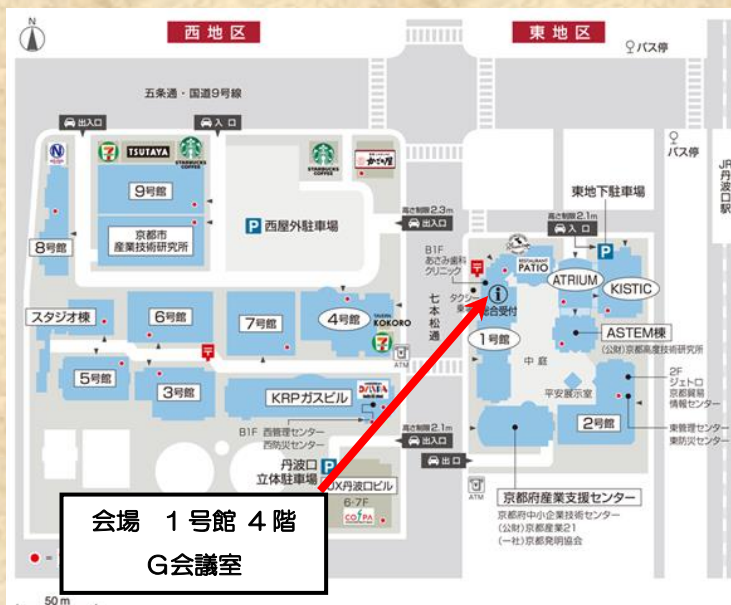 N
西地区
東地区
バス停
五条通・国道9号線
出入口
入口
TSUTAYA
STARBUCKS
COFFEE
STARBUCKS
COFFEE
かごの屋
バス停
JR丹波口駅
9号館
京都市
産業技術研究所
8号館
P 西屋外駐車場
高さ制限2.3m
出入口
東地下駐車場
高さ制限2.1m
入口
P
B1F
あさみ歯科
クリニック
RESTAURANT
PATIO
ATRIUM
KISTIC
タクシー
総合受付
七本松通
スタジオ棟
6号館
7号館
4号館
TAVERN
KOKORO
1号館
ASTEM棟
(公財)京都高度技術研究所
ATM
中庭
5号館
3号館
KRPガスビル
平安展示室
2号館
2F
ジェトロ
京都貿易
情報センター
東管理センター
東防災センター
B1F 西管理センター
西防災センター
高さ制限2.1m
出入口
出口
丹波口
立体駐車場
P
丹波口ビル
6-7F
ATM
京都府産業支援センター
京都府中小企業技術センター
(公財)京都産業21
(一社)京都発明協会
会場 1号館 4階
G会議室
50m